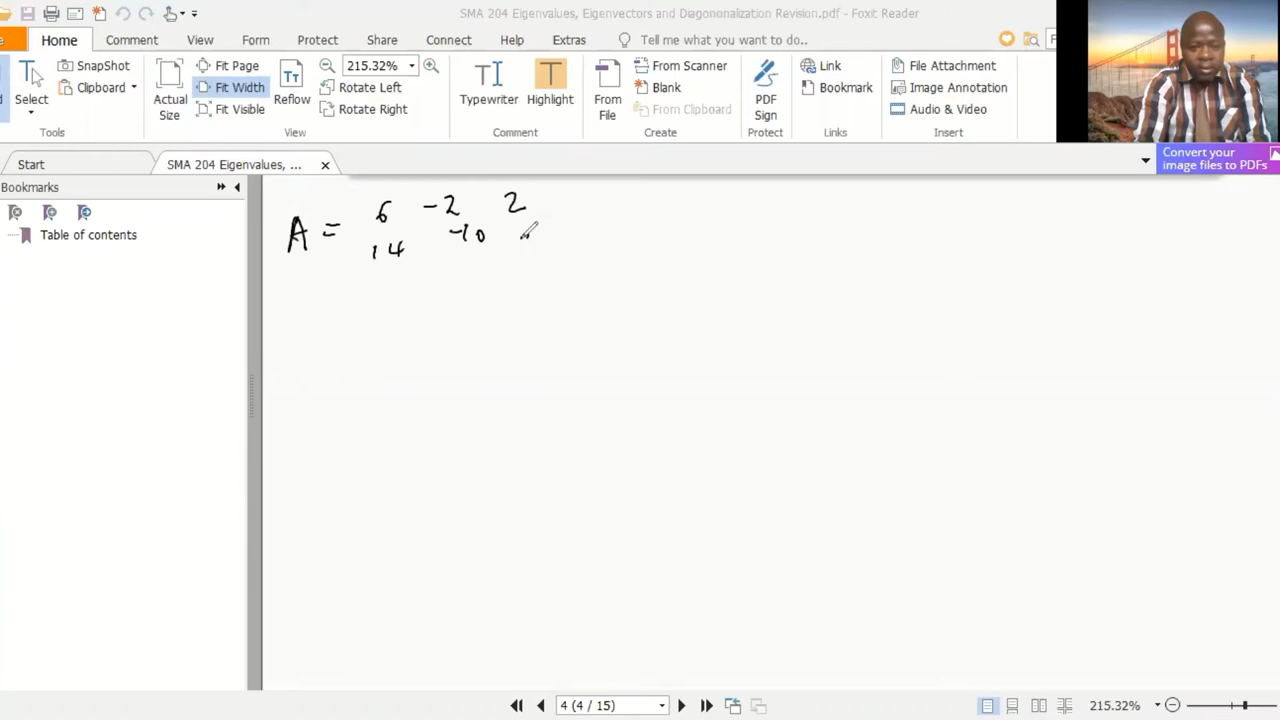 SMA 204 Eigenvalues, Eigenvectors and Diagononalization Revision.pdf - Foxit Reader
Home Comment View Form Protect Share Connect Help Extras Tell me what you want to do..
Select
SnapShot
Clipboard
Tools
Actual Size
Fit Page
Fit Width
Fit Visible
Reflow
215.32%
Rotate Left
Rotate Right
View
Typewriter
Highlight
Comment
From File
From Scanner
Blank
From Clipboard
Create
PDF Sign
Protect
Link
Bookmark
Links
File Attachment
Image Annotation
Audio & Video
Insert
Start
SMA 204 Eigenvalues, ...
Convert your
image files to PDFs
Bookmarks
Table of contents
A = 6 -2 2
14 -10
4 (4 / 15)
215.32%